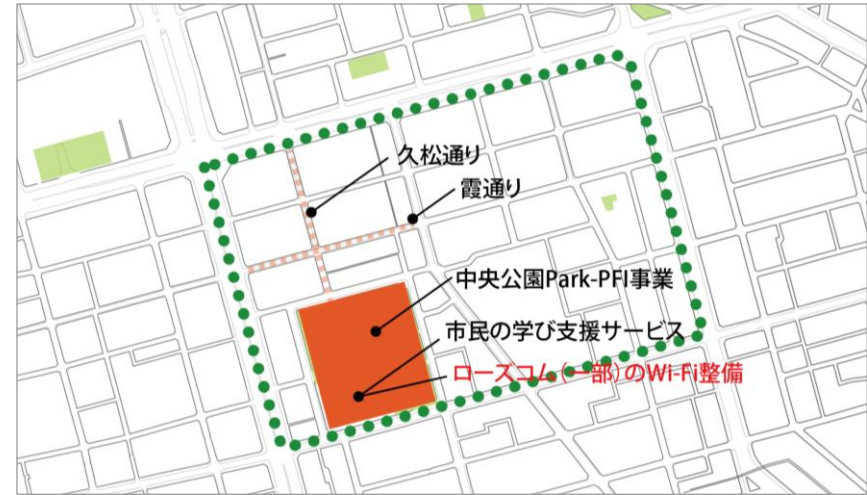 久松通り
霞通り
中央公園Park-PFI事業
市民の学び支援サービス
ローズコム（一部）のWi-Fi整備